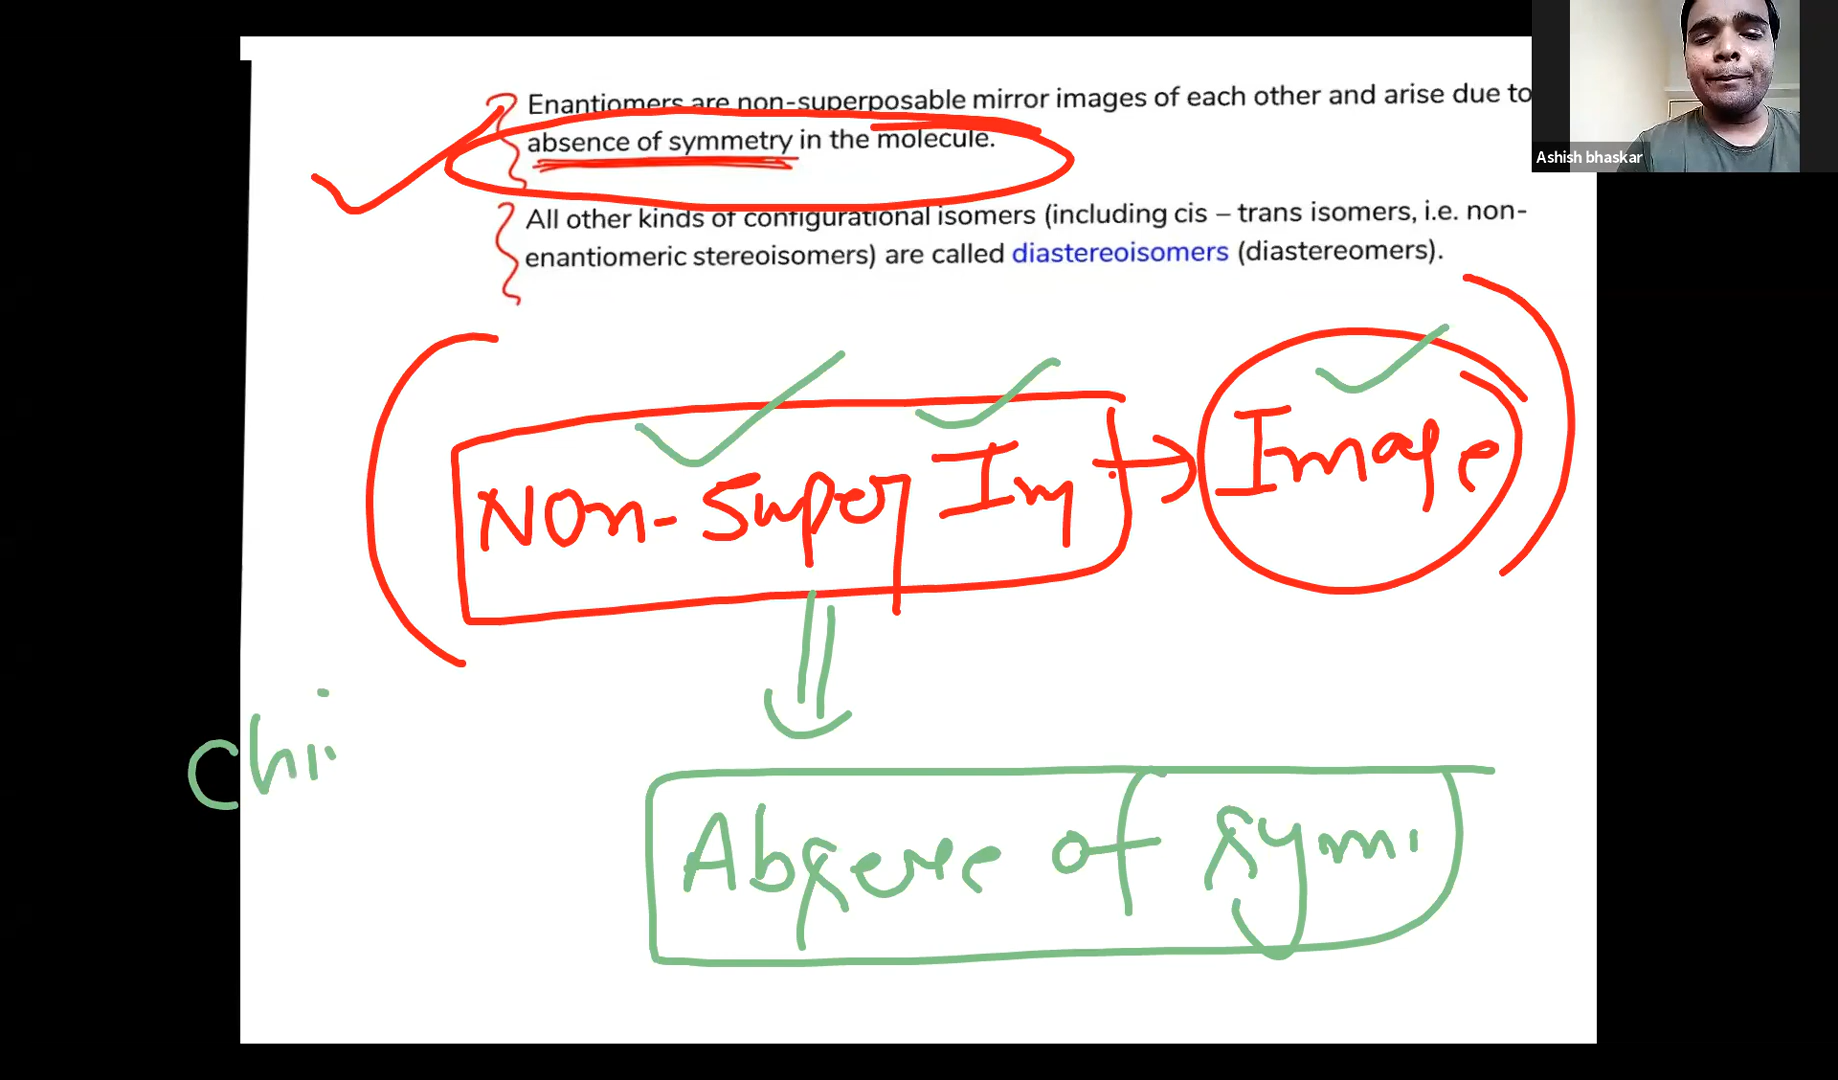 Enantiomers are non-superposable mirror images of each other and arise due to
absence of symmetry in the molecule.
Ashish bhaskar
All other kinds of configurational isomers (including cis – trans isomers, i.e. non-
enantiomeric stereoisomers) are called diastereoisomers (diastereomers).
Non-Super Im Image
Chi
Absence of Sym.